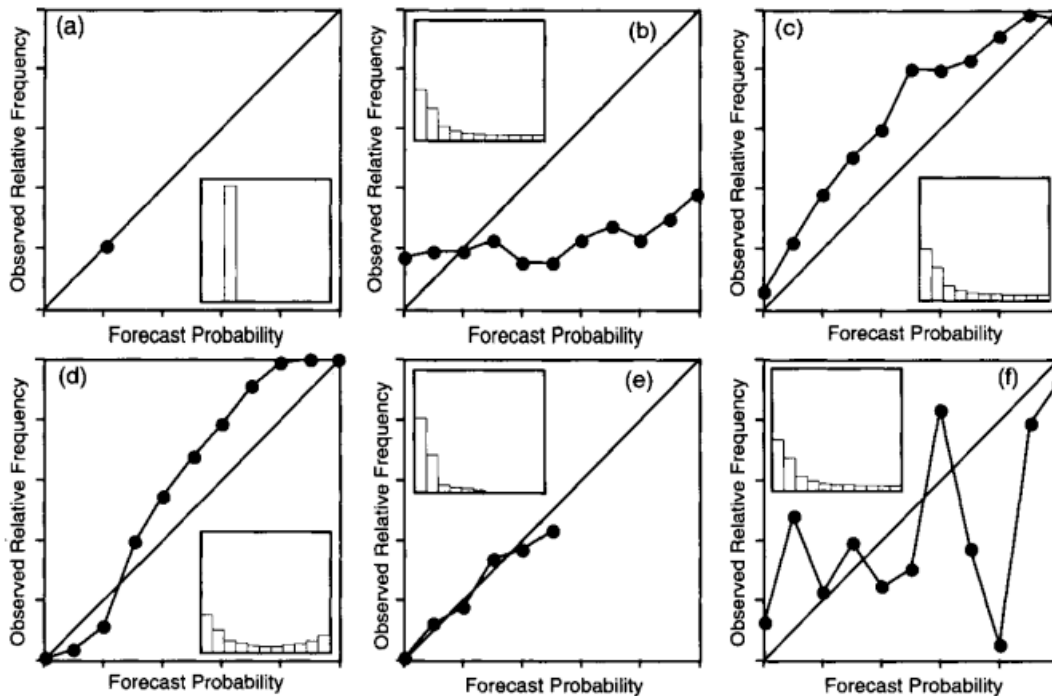 (a)
Observed Relative Frequency
Forecast Probability
(b)
Observed Relative Frequency
Forecast Probability
(c)
Observed Relative Frequency
Forecast Probability
(d)
Observed Relative Frequency
Forecast Probability
(e)
Observed Relative Frequency
Forecast Probability
(f)
Observed Relative Frequency
Forecast Probability